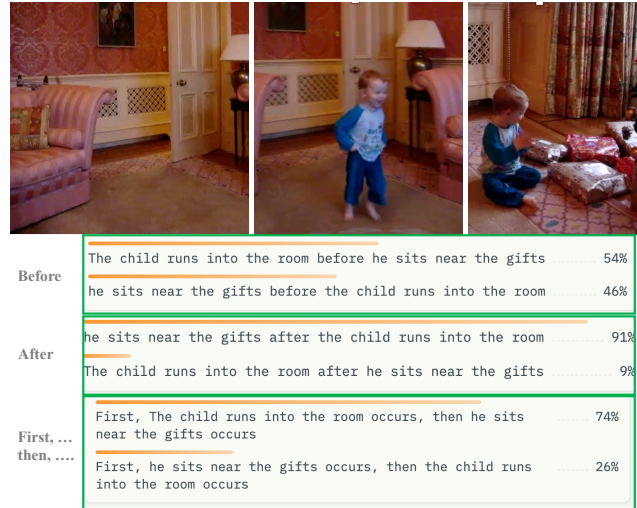 Before
The child runs into the room before he sits near the gifts 54%
he sits near the gifts before the child runs into the room 46%
After
he sits near the gifts after the child runs into the room 91%
The child runs into the room after he sits near the gifts 9%
First, …
then, ….
First, The child runs into the room occurs, then he sits 74%
near the gifts occurs
First, he sits near the gifts occurs, then the child runs 26%
into the room occurs